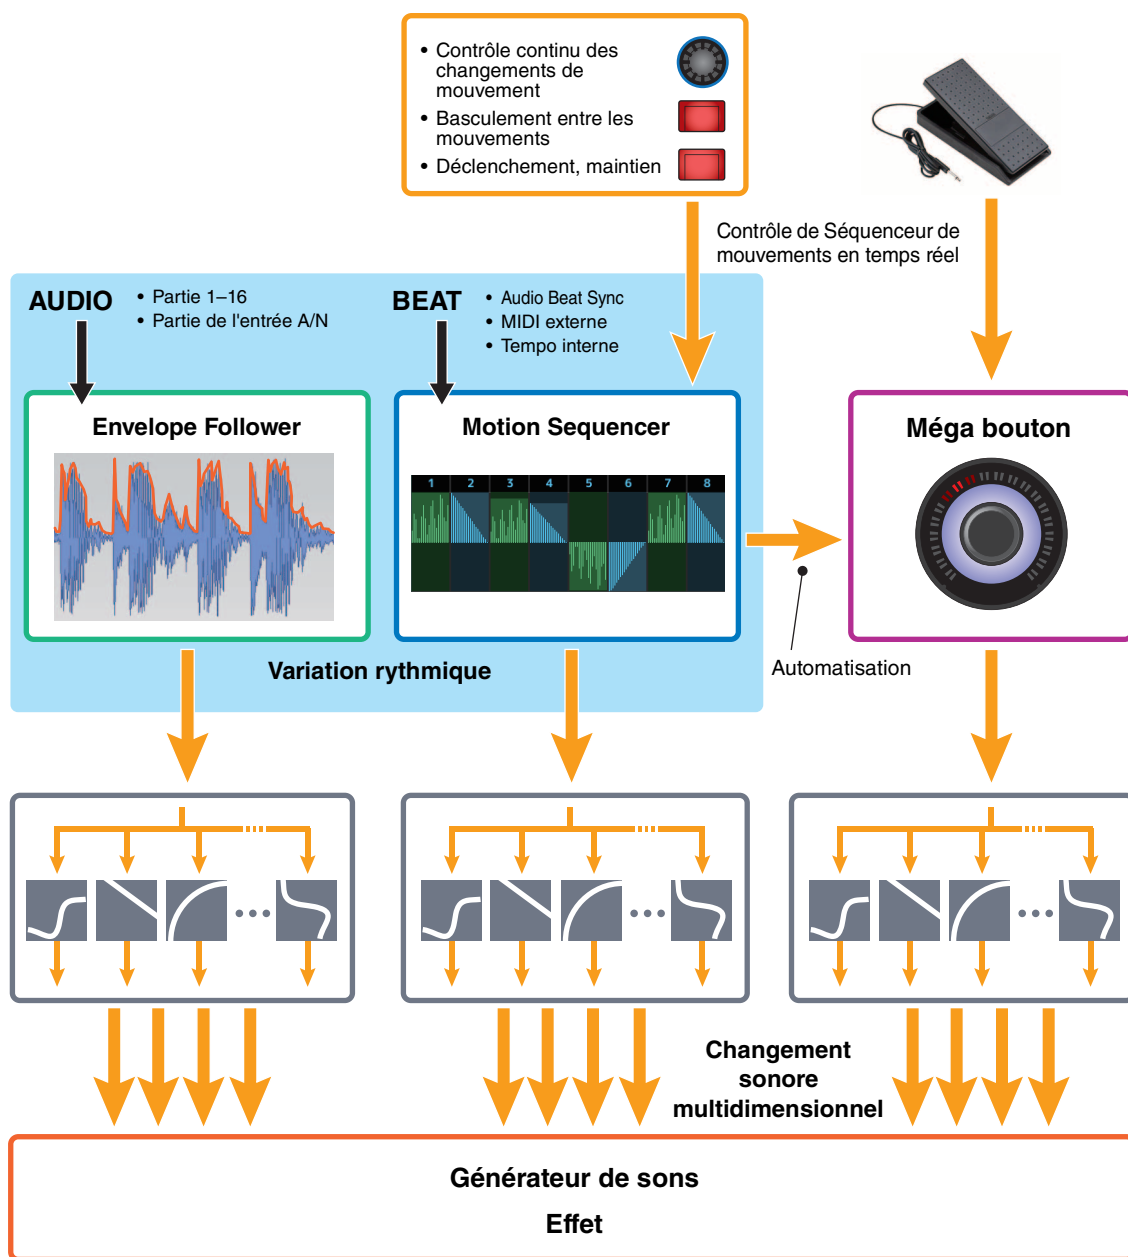 • Contrôle continu des
changements de
mouvement
• Basculement entre les
mouvements
• Déclenchement, maintien
Contrôle de Séquenceur de
mouvements en temps réel
AUDIO
• Partie 1–16
• Partie de l'entrée A/N
BEAT
• Audio Beat Sync
• MIDI externe
• Tempo interne
Envelope Follower
Motion Sequencer
1 2 3 4 5 6 7 8
Méga bouton
Automatisation
Variation rythmique
Changement
sonore
multidimensionnel
Générateur de sons
Effet